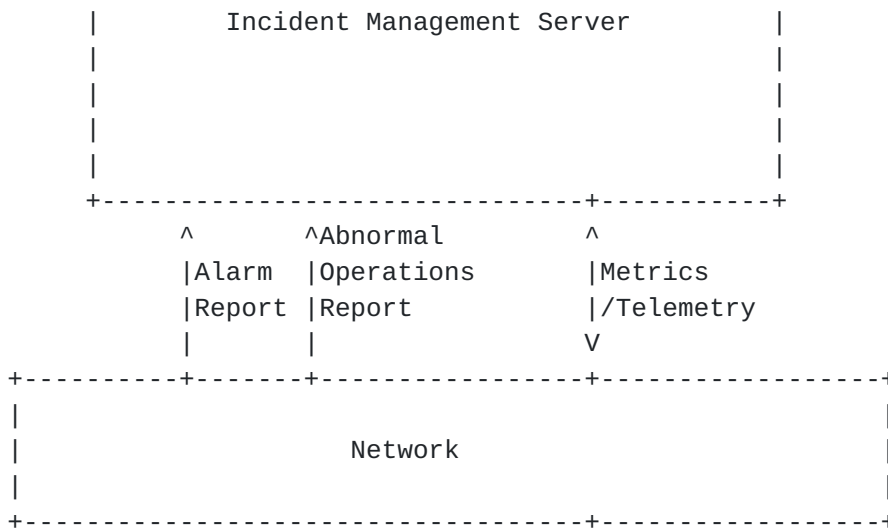 Incident Management Server
^ ^Abnormal ^
|Alarm |Operations |Metrics
|Report |Report |/Telemetry
| | V
Network